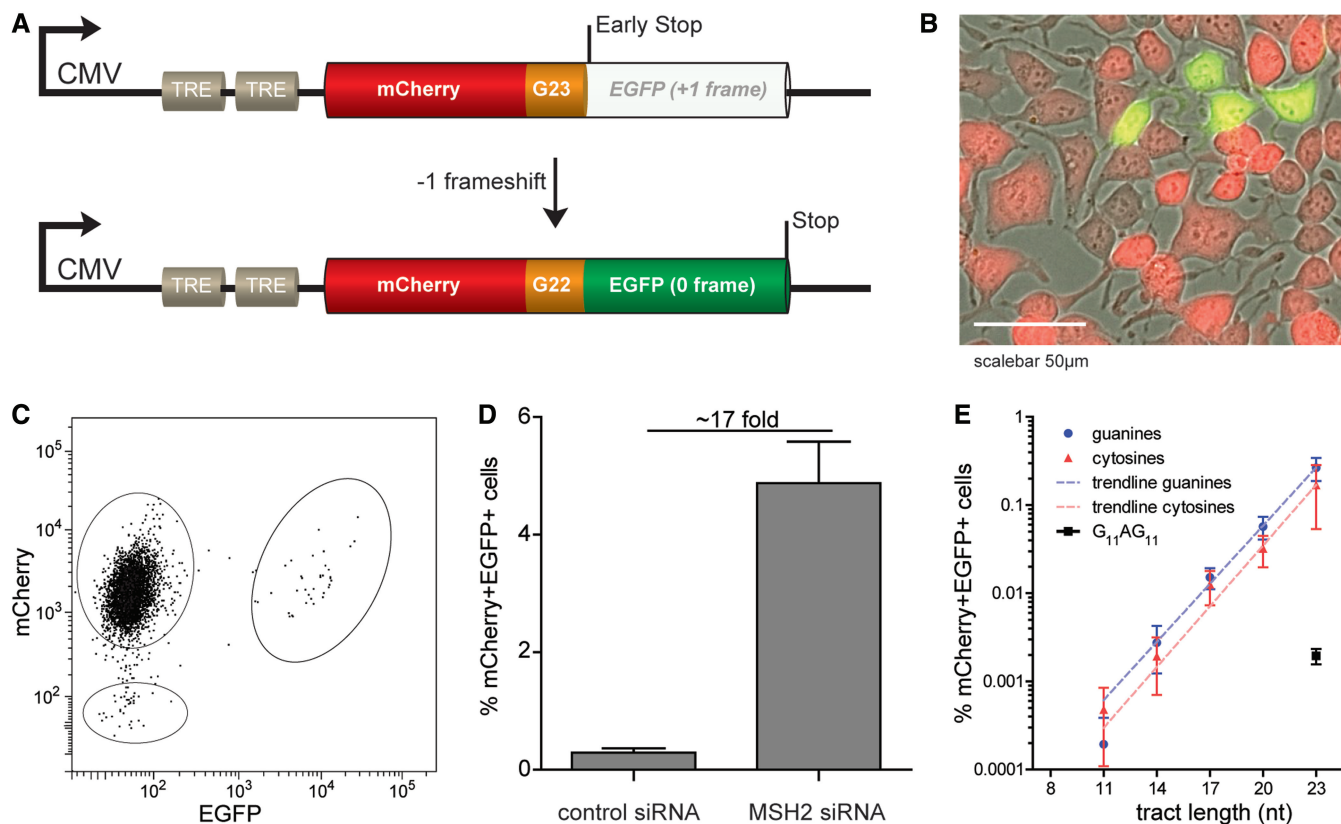 A
CMV
TRE
TRE
mCherry
G23
Early Stop
EGFP (+1 frame)
-1 frameshift
CMV
TRE
TRE
mCherry
G22
EGFP (0 frame)
Stop
B
scalebar 50µm
C
mCherry
10⁵
10⁴
10³
10²
10² 10³ 10⁴ 10⁵
EGFP
D
% mCherry+EGFP+ cells
6
4
2
0
~17 fold
control siRNA MSH2 siRNA
E
% mCherry+EGFP+ cells
1
0.1
0.01
0.001
0.0001
guanines
cytosines
trendline guanines
trendline cytosines
G₁₁AG₁₁
8 11 14 17 20 23
tract length (nt)